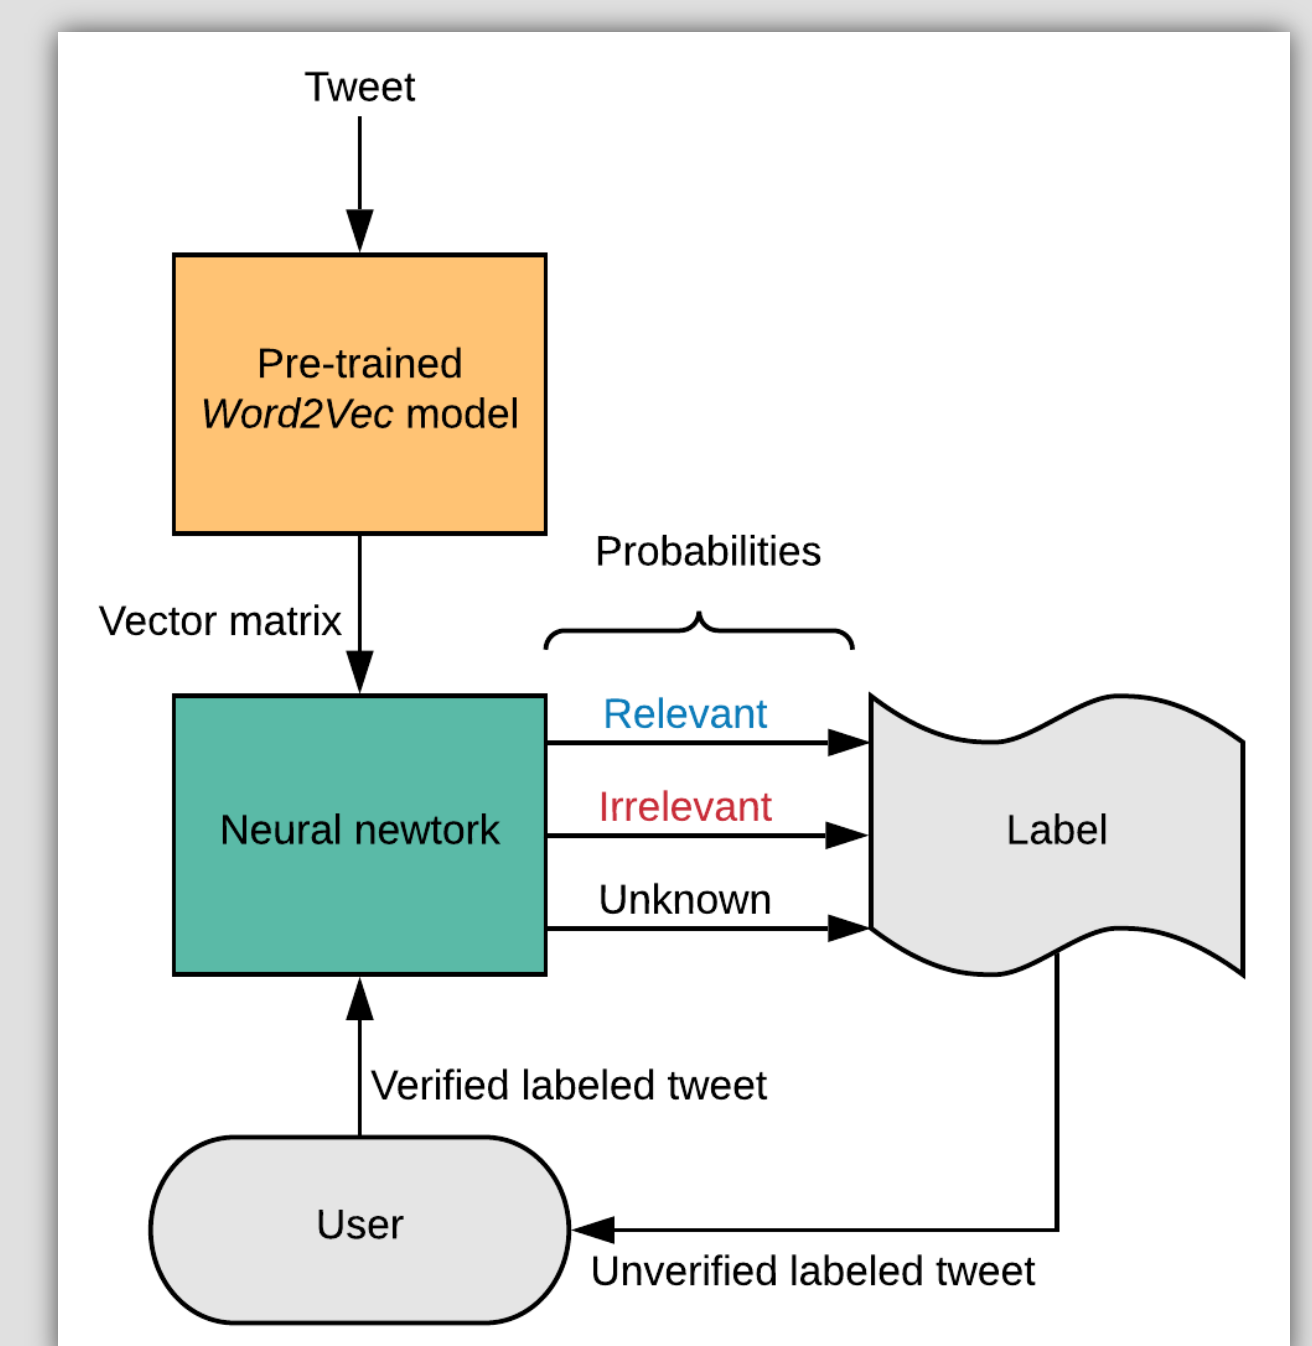 Tweet
Pre-trained
Word2Vec model
Probabilities
Vector matrix
Relevant
Irrelevant
Neural newtork
Label
Unknown
Verified labeled tweet
User
Unverified labeled tweet